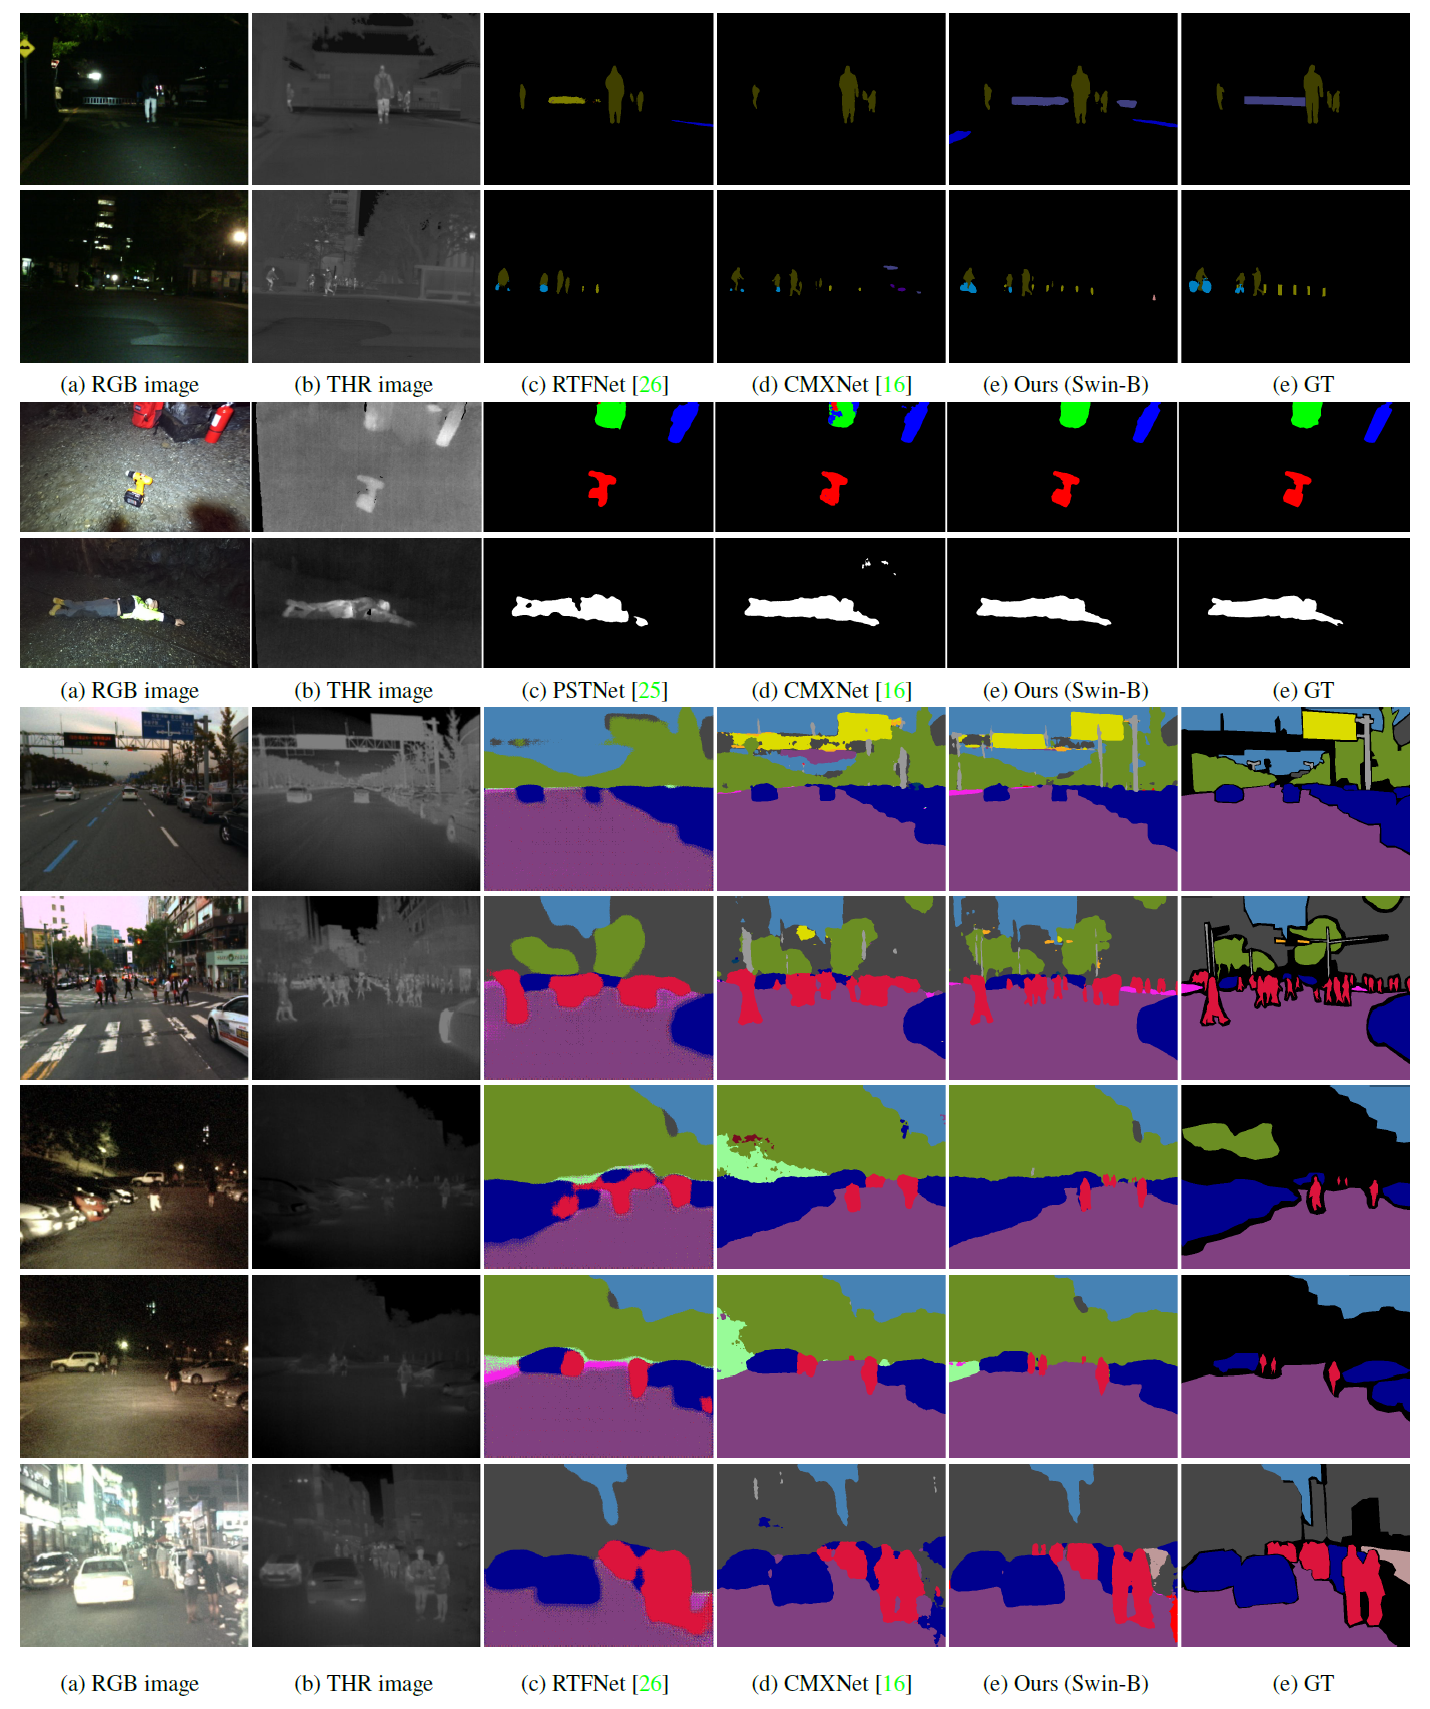 (a) RGB image (b) THR image (c) RTFNet [26] (d) CMXNet [16] (e) Ours (Swin-B) (e) GT
(a) RGB image (b) THR image (c) PSTNet [25] (d) CMXNet [16] (e) Ours (Swin-B) (e) GT
(a) RGB image (b) THR image (c) RTFNet [26] (d) CMXNet [16] (e) Ours (Swin-B) (e) GT